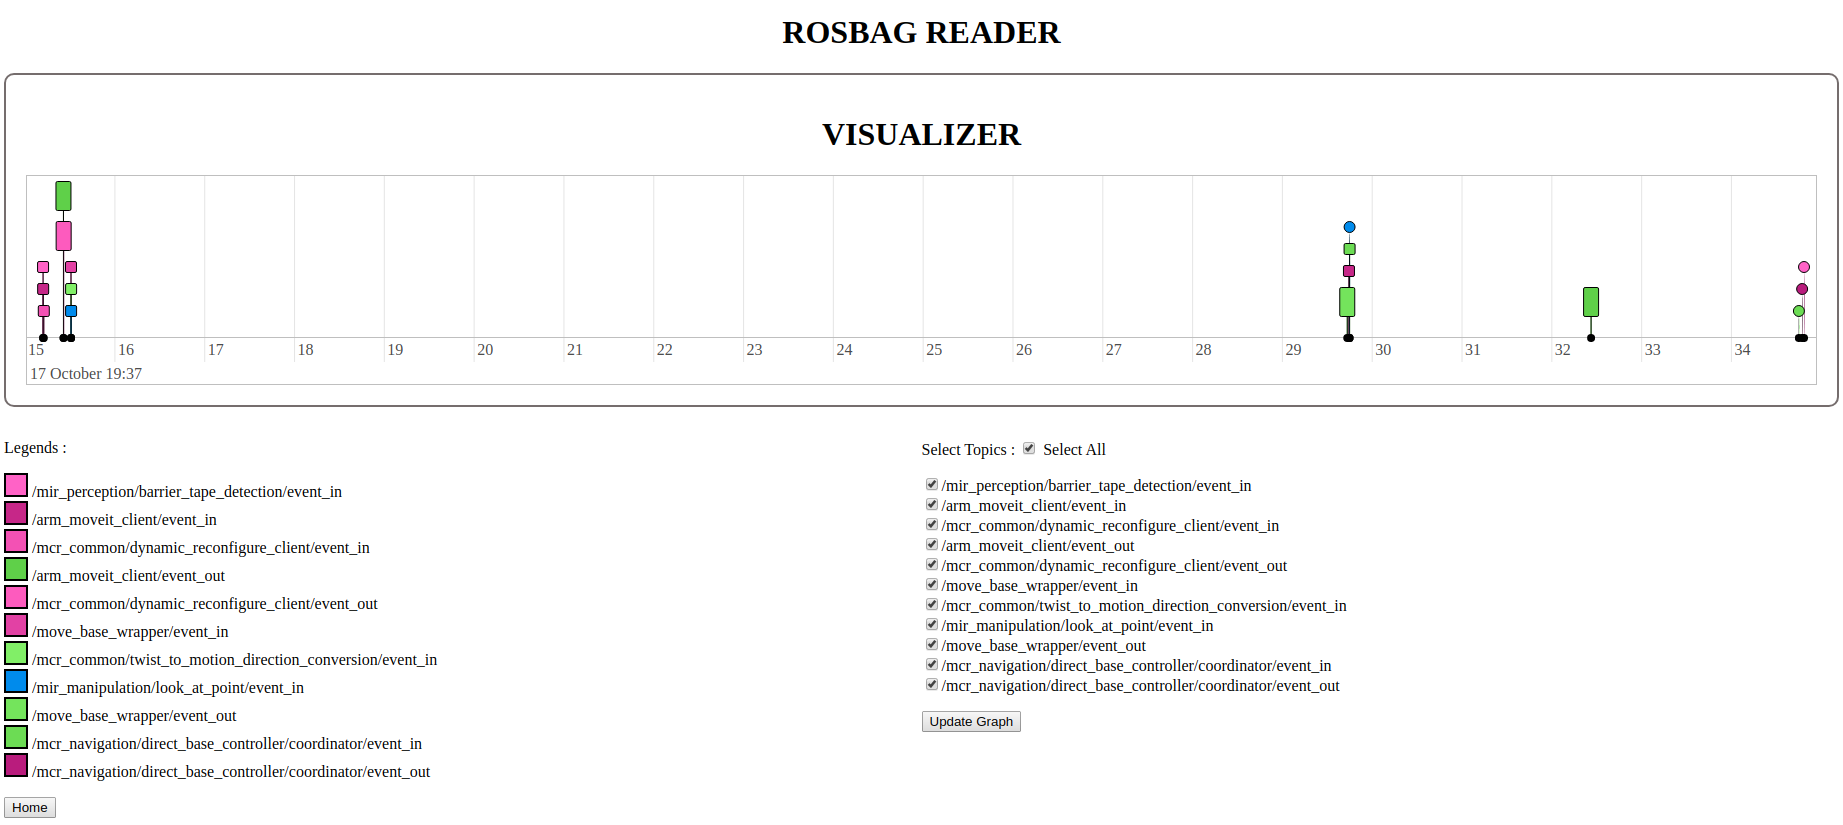 ROSBAG READER
VISUALIZER
15 16 17 18 19 20 21 22 23 24 25 26 27 28 29 30 31 32 33 34
17 October 19:37
Legends :
/mir_perception/barrier_tape_detection/event_in
/arm_moveit_client/event_in
/mcr_common/dynamic_reconfigure_client/event_in
/arm_moveit_client/event_out
/mcr_common/dynamic_reconfigure_client/event_out
/move_base_wrapper/event_in
/mcr_common/twist_to_motion_direction_conversion/event_in
/mir_manipulation/look_at_point/event_in
/move_base_wrapper/event_out
/mcr_navigation/direct_base_controller/coordinator/event_in
/mcr_navigation/direct_base_controller/coordinator/event_out
Home
Select Topics : Select All
/mir_perception/barrier_tape_detection/event_in
/arm_moveit_client/event_in
/mcr_common/dynamic_reconfigure_client/event_in
/arm_moveit_client/event_out
/mcr_common/dynamic_reconfigure_client/event_out
/move_base_wrapper/event_in
/mcr_common/twist_to_motion_direction_conversion/event_in
/mir_manipulation/look_at_point/event_in
/move_base_wrapper/event_out
/mcr_navigation/direct_base_controller/coordinator/event_in
/mcr_navigation/direct_base_controller/coordinator/event_out
Update Graph